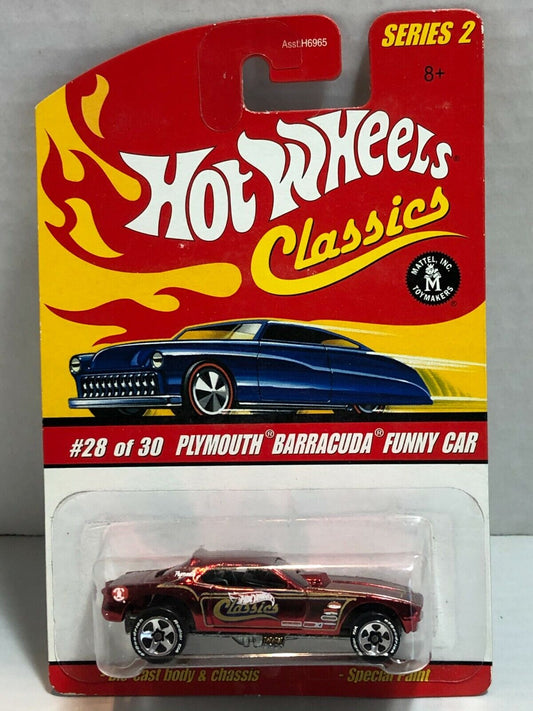 Asst.H6965
SERIES 2
8+
Hot Wheels®
Classics
MATTEL, INC.
M
TOYMAKERS
#28 of 30 PLYMOUTH® BARRACUDA® FUNNY CAR
Plymouth
Hot Wheels
Classics
- Die-cast body & chassis - Special Paint